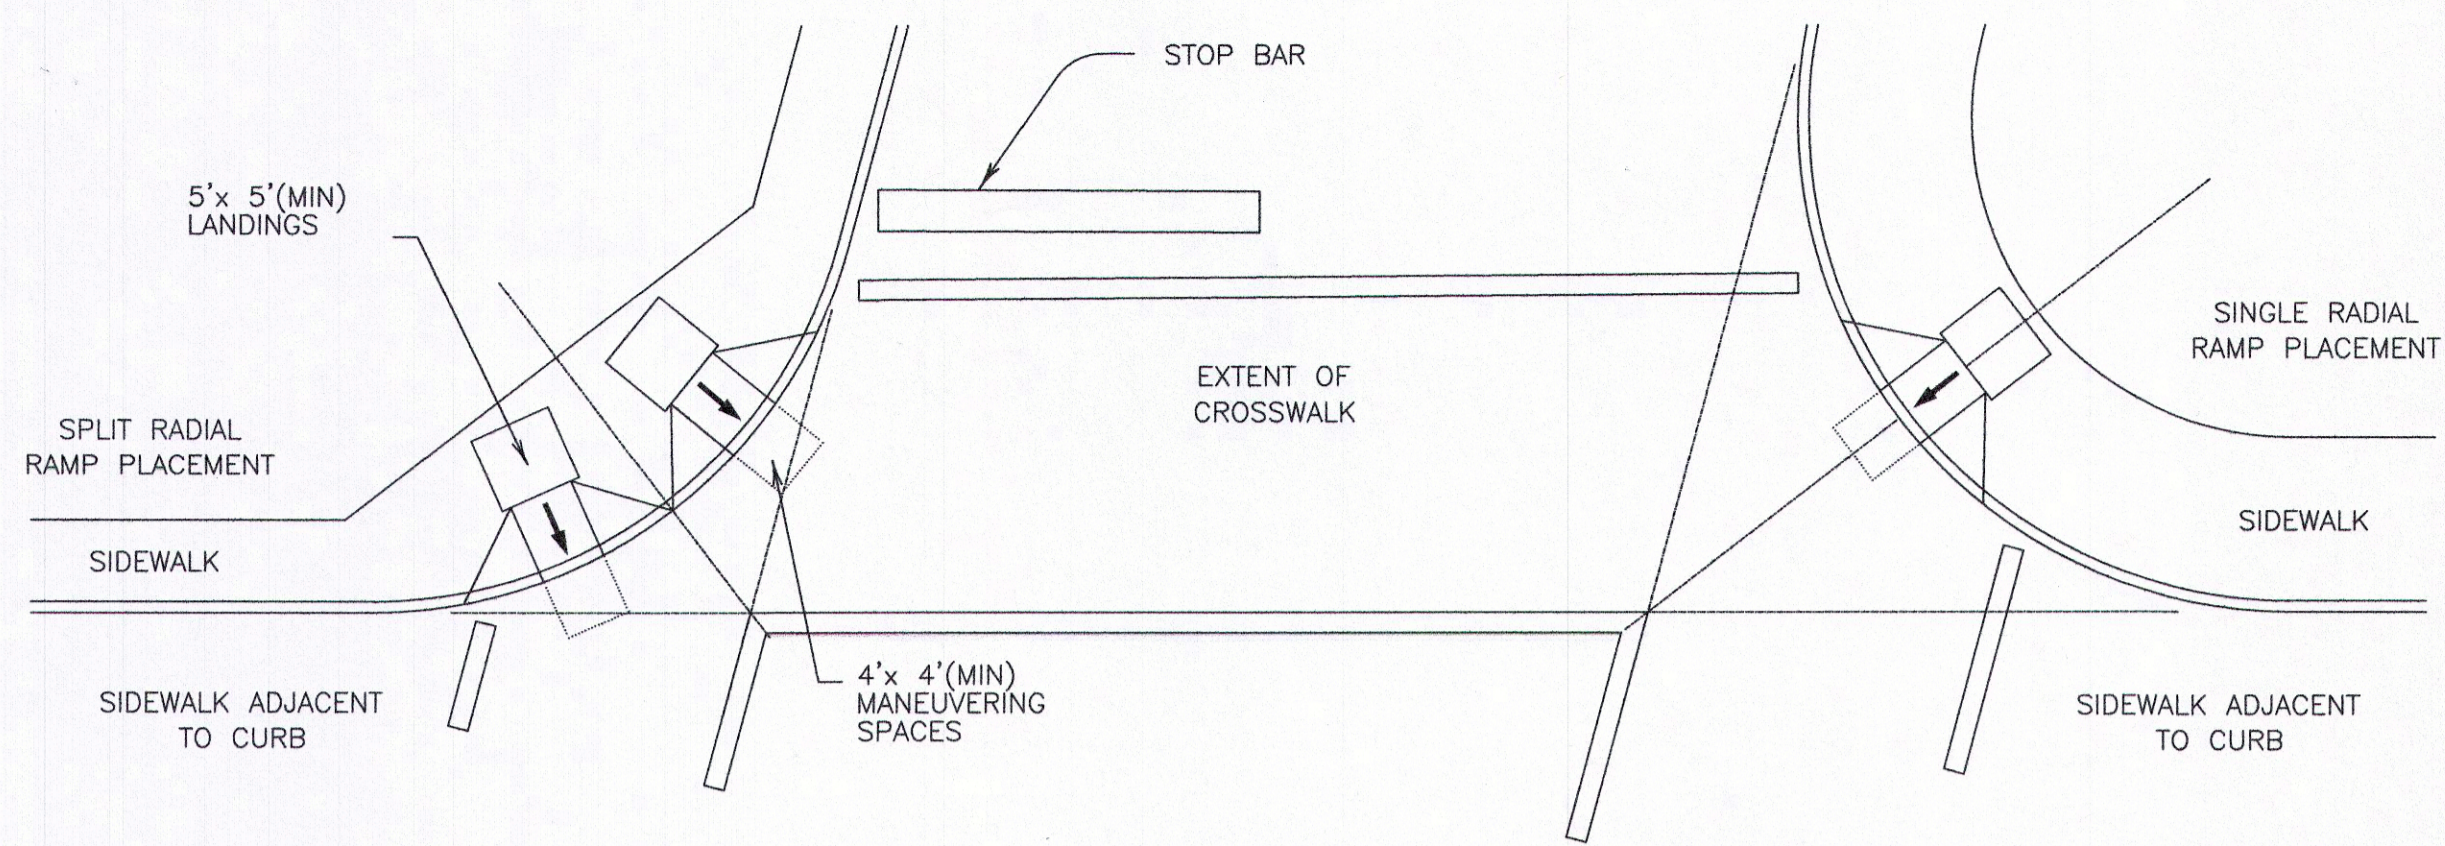 STOP BAR
5'x 5'(MIN)
LANDINGS
SPLIT RADIAL
RAMP PLACEMENT
SIDEWALK
SIDEWALK ADJACENT
TO CURB
EXTENT OF
CROSSWALK
4'x 4'(MIN)
MANEUVERING
SPACES
SINGLE RADIAL
RAMP PLACEMENT
SIDEWALK
SIDEWALK ADJACENT
TO CURB